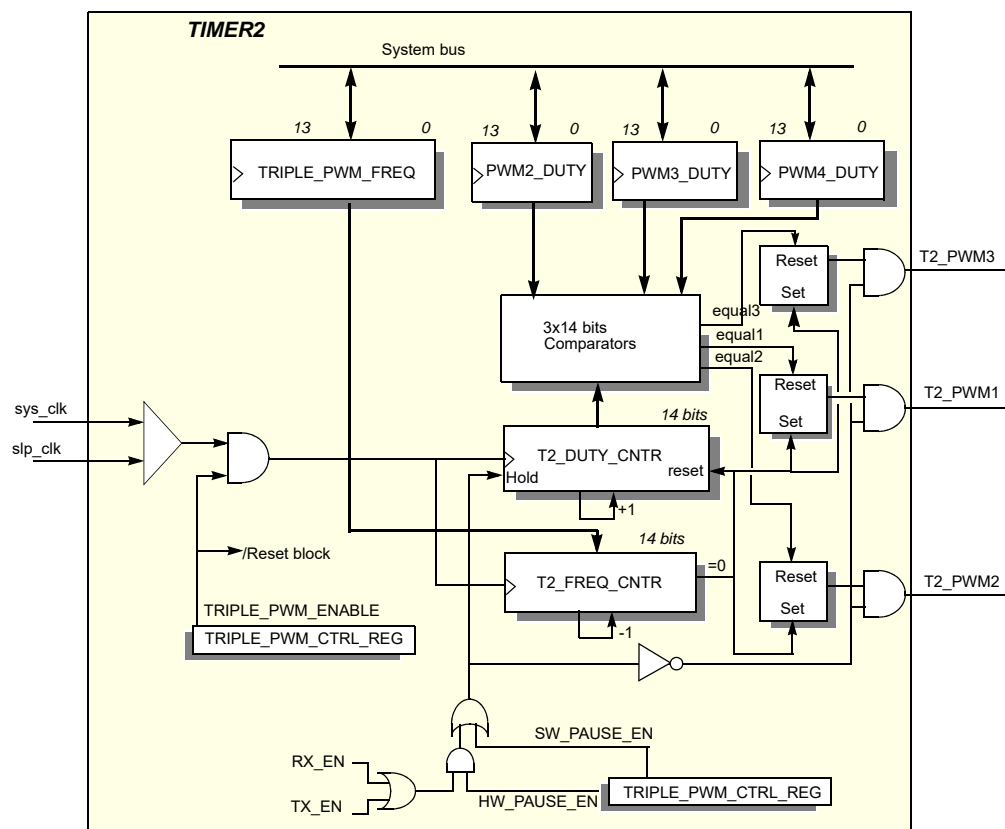 TIMER2
System bus
13 0
13 0
13 0
13 0
TRIPLE_PWM_FREQ
PWM2_DUTY
PWM3_DUTY
PWM4_DUTY
Reset
Set
T2_PWM3
3x14 bits
Comparators
equal3
equal1
equal2
Reset
Set
T2_PWM1
sys_clk
slp_clk
14 bits
T2_DUTY_CNTR
Hold
reset
+1
14 bits
/Reset block
T2_FREQ_CNTR
=0
-1
Reset
Set
T2_PWM2
TRIPLE_PWM_ENABLE
TRIPLE_PWM_CTRL_REG
SW_PAUSE_EN
RX_EN
TX_EN
HW_PAUSE_EN
TRIPLE_PWM_CTRL_REG